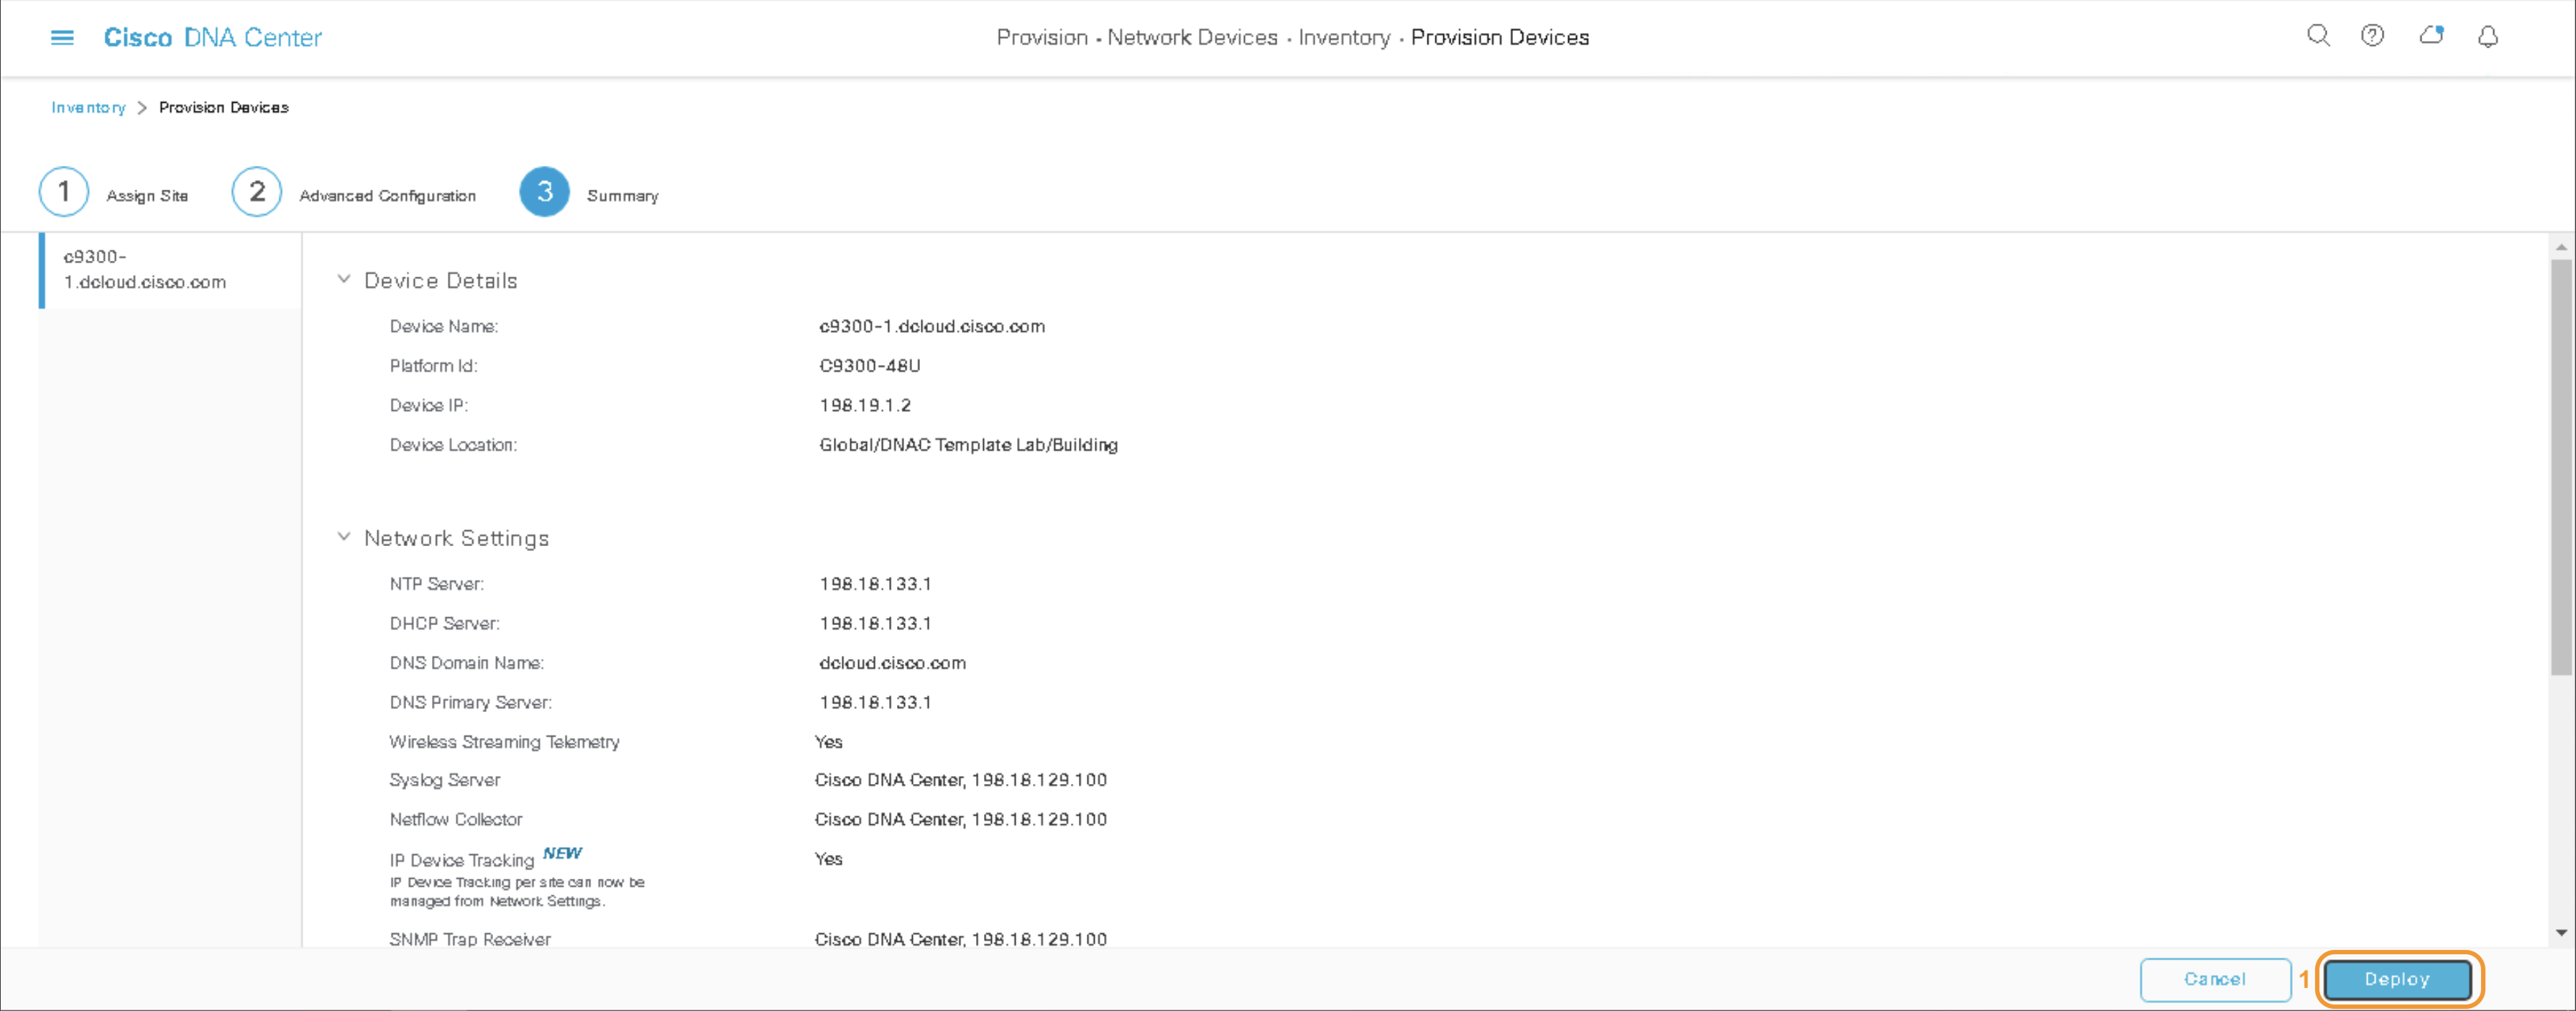 Cisco DNA Center
Provision · Network Devices · Inventory · Provision Devices
Inventory > Provision Devices
1 Assign Site 2 Advanced Configuration 3 Summary
c9300-
1.dcloud.cisco.com
Device Details
Device Name: c9300-1.dcloud.cisco.com
Platform Id: C9300-48U
Device IP: 198.19.1.2
Device Location: Global/DNAC Template Lab/Building
Network Settings
NTP Server: 198.18.133.1
DHCP Server: 198.18.133.1
DNS Domain Name: dcloud.cisco.com
DNS Primary Server: 198.18.133.1
Wireless Streaming Telemetry Yes
Syslog Server Cisco DNA Center, 198.18.129.100
Netflow Collector Cisco DNA Center, 198.18.129.100
IP Device Tracking NEW Yes
IP Device Tracking per site can now be
managed from Network Settings.
SNMP Trap Receiver Cisco DNA Center, 198.18.129.100
Cancel 1 Deploy